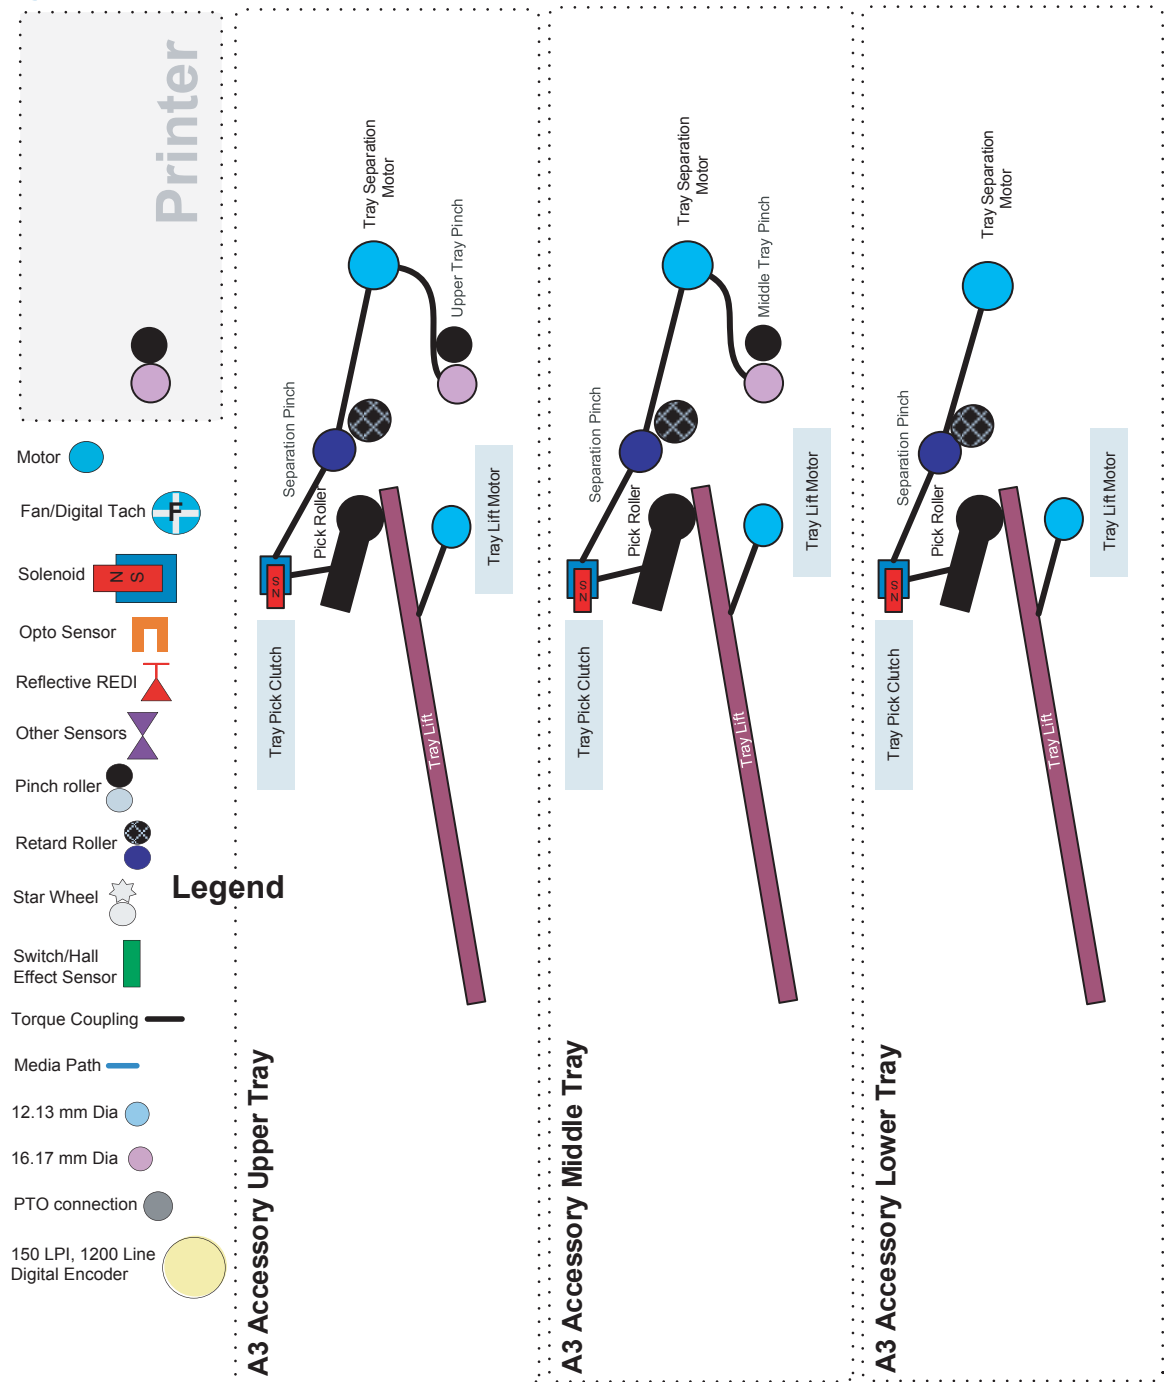 Printer
Motor
Fan/Digital Tach
F
Solenoid
N
S
Opto Sensor
Reflective REDI
Other Sensors
Pinch roller
Retard Roller
Star Wheel
Legend
Switch/Hall
Effect Sensor
Torque Coupling
Media Path
12.13 mm Dia
16.17 mm Dia
PTO connection
150 LPI, 1200 Line
Digital Encoder
A3 Accessory Upper Tray
Tray Separation
Motor
Upper Tray Pinch
Separation Pinch
Pick Roller
S
N
Tray Lift Motor
Tray Pick Clutch
Tray Lift
A3 Accessory Middle Tray
Tray Separation
Motor
Middle Tray Pinch
Separation Pinch
Pick Roller
S
N
Tray Lift Motor
Tray Pick Clutch
Tray Lift
A3 Accessory Lower Tray
Tray Separation
Motor
Separation Pinch
Pick Roller
S
N
Tray Lift Motor
Tray Pick Clutch
Tray Lift